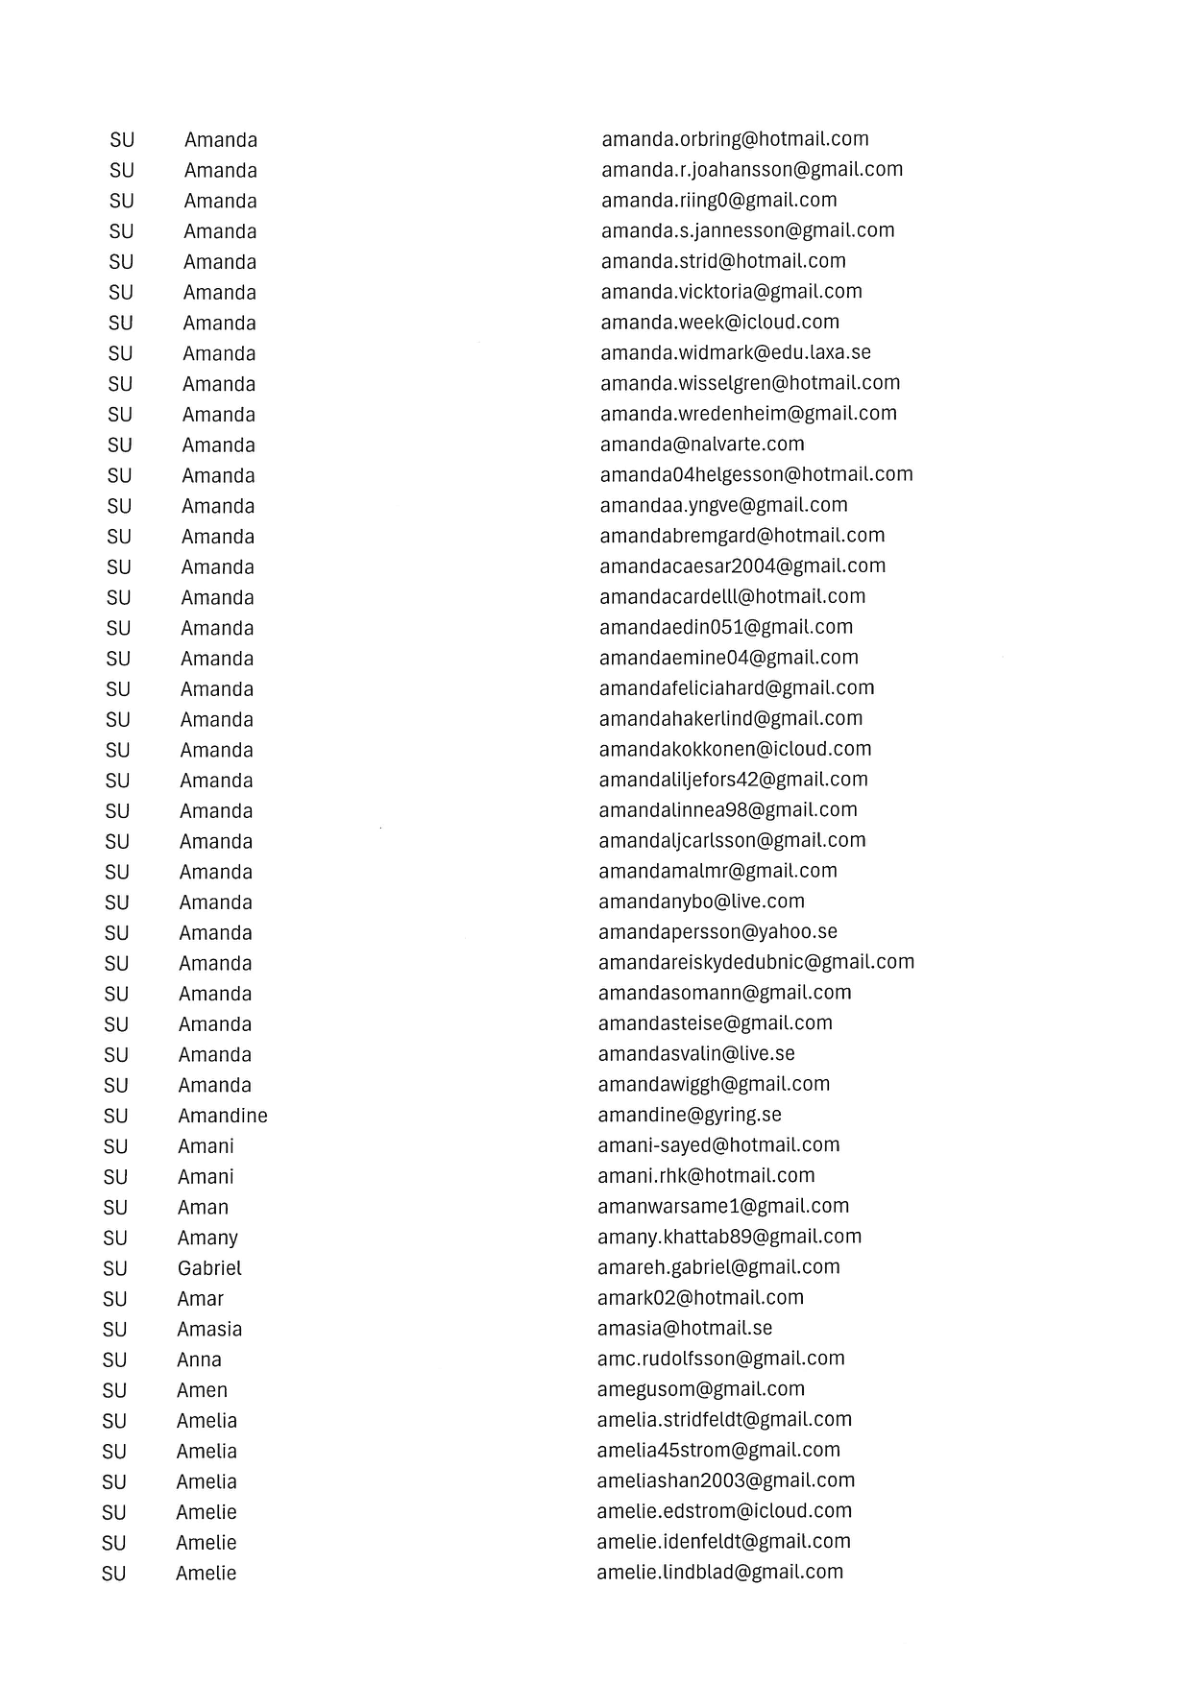 SU Amanda amanda.orbring@hotmail.com
SU Amanda amanda.r.joahansson@gmail.com
SU Amanda amanda.riing0@gmail.com
SU Amanda amanda.s.jannesson@gmail.com
SU Amanda amanda.strid@hotmail.com
SU Amanda amanda.vicktoria@gmail.com
SU Amanda amanda.week@icloud.com
SU Amanda amanda.widmark@edu.laxa.se
SU Amanda amanda.wisselgren@hotmail.com
SU Amanda amanda.wredenheim@gmail.com
SU Amanda amanda@nalvarte.com
SU Amanda amanda04helgesson@hotmail.com
SU Amanda amandaa.yngve@gmail.com
SU Amanda amandabremgard@hotmail.com
SU Amanda amandacaesar2004@gmail.com
SU Amanda amandacardelll@hotmail.com
SU Amanda amandaedin051@gmail.com
SU Amanda amandaemine04@gmail.com
SU Amanda amandafeliciahard@gmail.com
SU Amanda amandahakerlind@gmail.com
SU Amanda amandakokkonen@icloud.com
SU Amanda amandaliljefors42@gmail.com
SU Amanda amandalinnea98@gmail.com
SU Amanda amandaljcarlsson@gmail.com
SU Amanda amandamalmr@gmail.com
SU Amanda amandanybo@live.com
SU Amanda amandapersson@yahoo.se
SU Amanda amandareiskydedubnic@gmail.com
SU Amanda amandasomann@gmail.com
SU Amanda amandasteise@gmail.com
SU Amanda amandasvalin@live.se
SU Amanda amandawiggh@gmail.com
SU Amandine amandine@gyring.se
SU Amani amani-sayed@hotmail.com
SU Amani amani.rhk@hotmail.com
SU Aman amanwarsame1@gmail.com
SU Amany amany.khattab89@gmail.com
SU Gabriel amareh.gabriel@gmail.com
SU Amar amark02@hotmail.com
SU Amasia amasia@hotmail.se
SU Anna amc.rudolfsson@gmail.com
SU Amen amegusom@gmail.com
SU Amelia amelia.stridfeldt@gmail.com
SU Amelia amelia45strom@gmail.com
SU Amelia ameliashan2003@gmail.com
SU Amelie amelie.edstrom@icloud.com
SU Amelie amelie.idenfeldt@gmail.com
SU Amelie amelie.lindblad@gmail.com